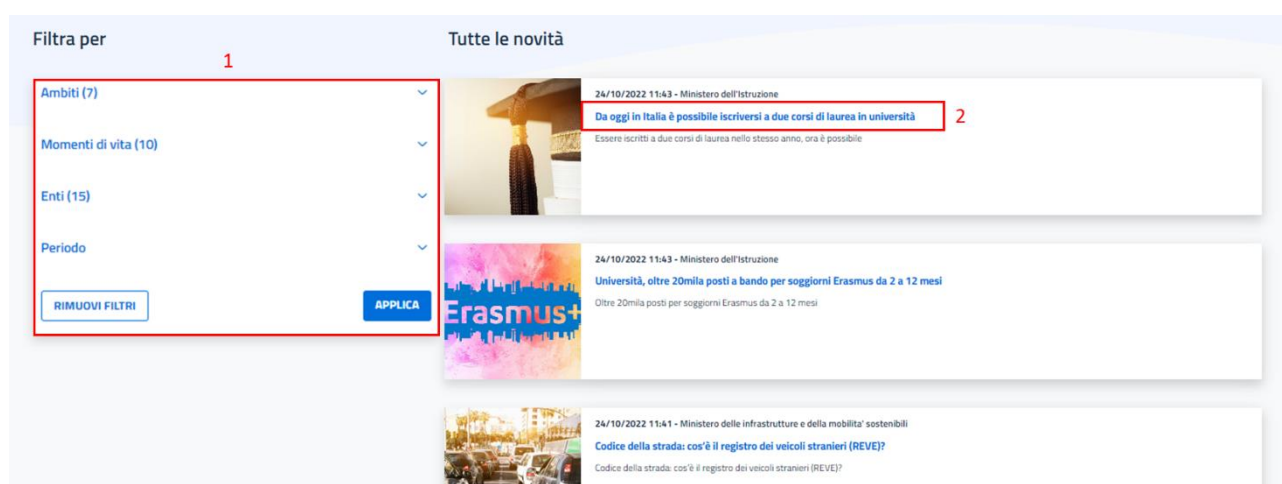 Filtra per
1
Ambiti (7)
Momenti di vita (10)
Enti (15)
Periodo
RIMUOVI FILTRI
APPLICA
Tutte le novità
24/10/2022 11:43 - Ministero dell'Istruzione
Da oggi in Italia è possibile iscriversi a due corsi di laurea in università
2
Essere iscritti a due corsi di laurea nello stesso anno, ora è possibile
Erasmus+
24/10/2022 11:43 - Ministero dell'Istruzione
Università, oltre 20mila posti a bando per soggiorni Erasmus da 2 a 12 mesi
Oltre 20mila posti per soggiorni Erasmus da 2 a 12 mesi
24/10/2022 11:41 - Ministero delle infrastrutture e della mobilita' sostenibili
Codice della strada: cos'è il registro dei veicoli stranieri (REVE)?
Codice della strada: cos'è il registro dei veicoli stranieri (REVE)?